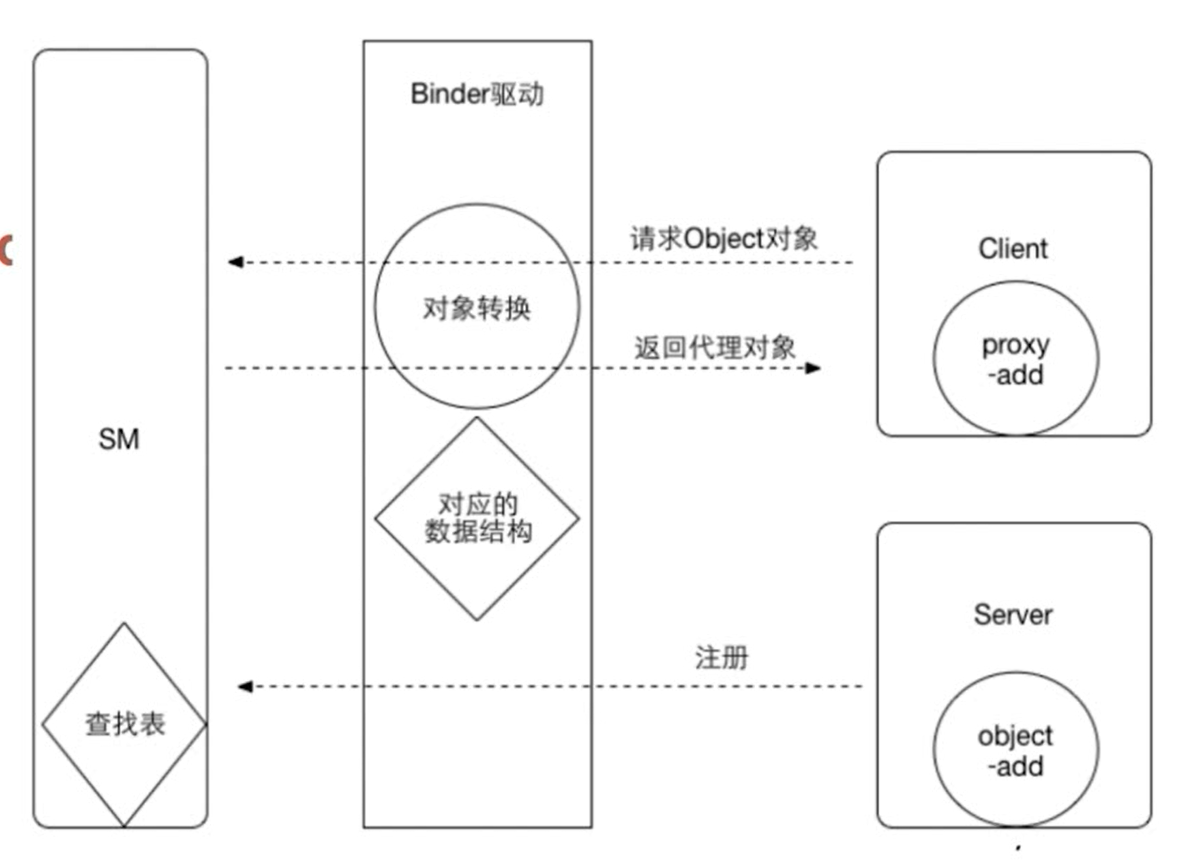 Binder驱动
请求Object对象
Client
对象转换
返回代理对象
proxy
-add
SM
对应的
数据结构
Server
注册
查找表
object
-add